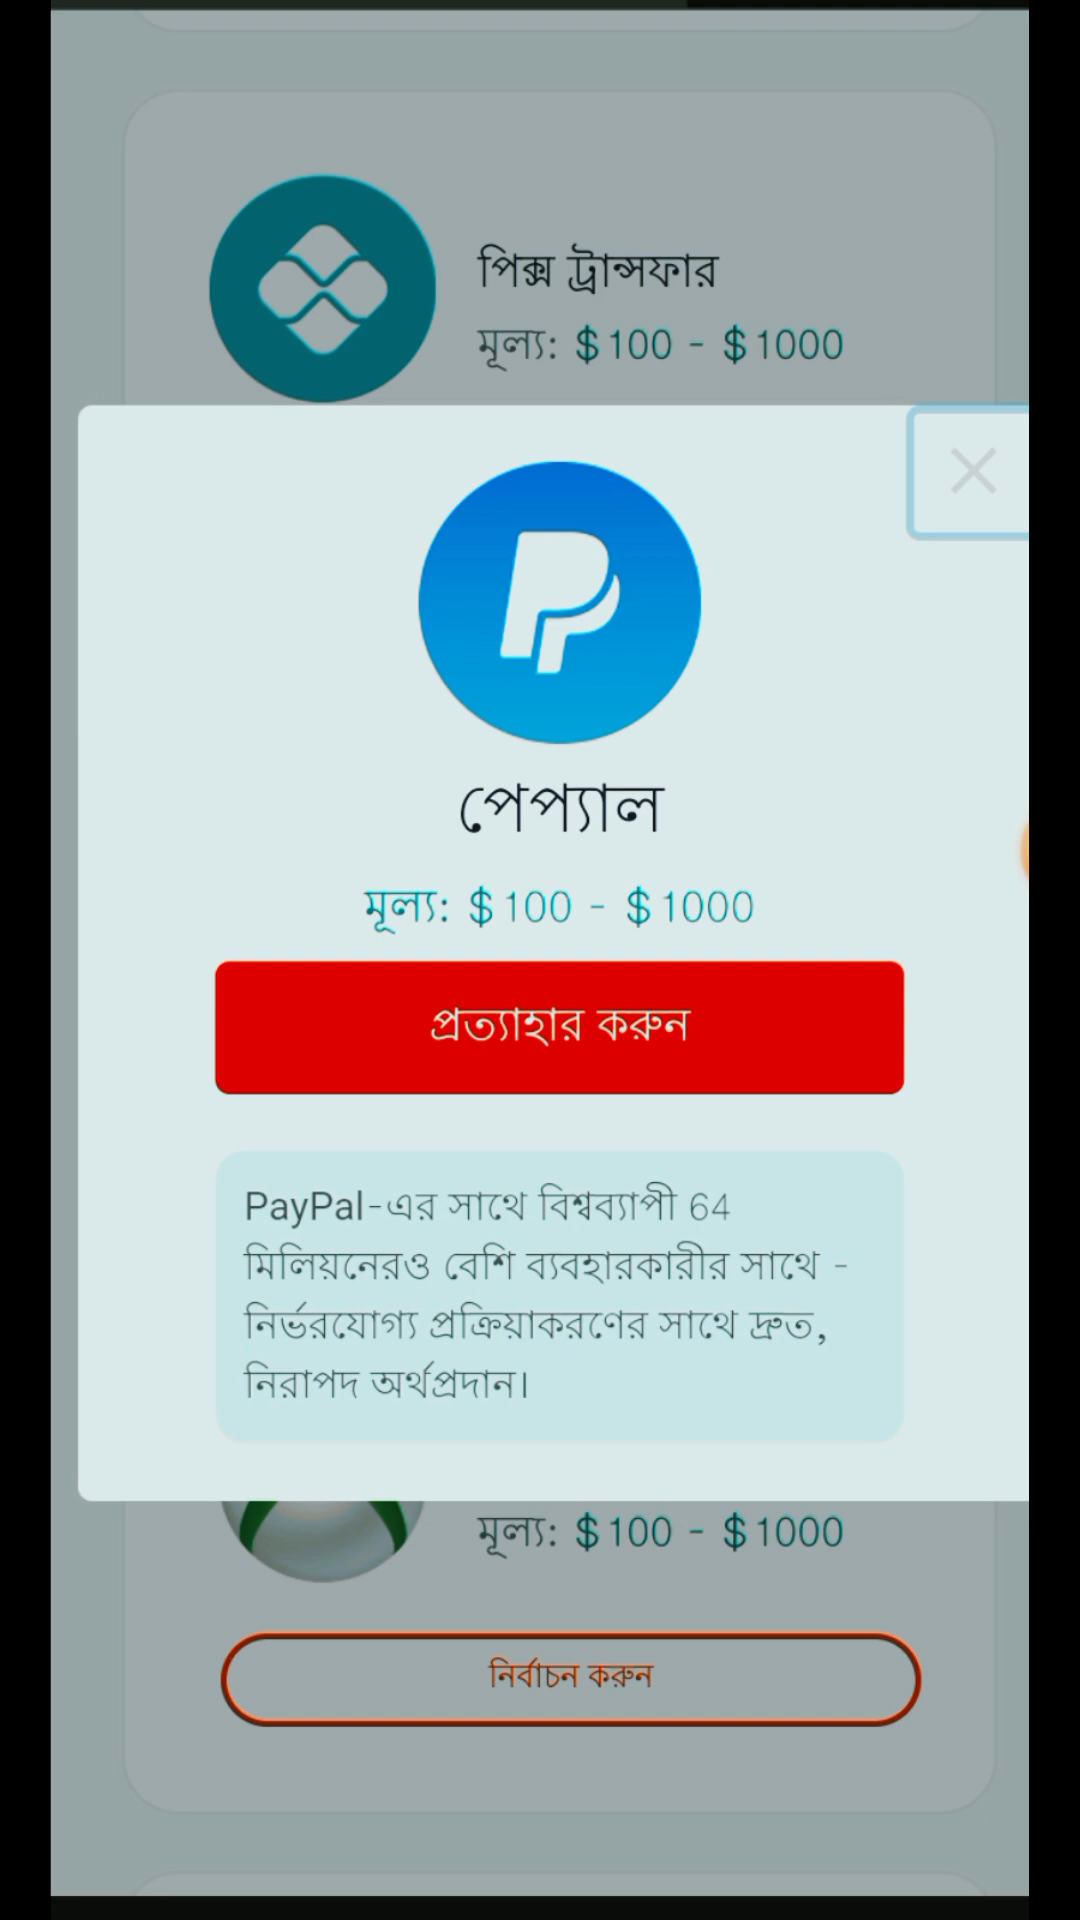 পিক্স ট্রান্সফার
মূল্য: $100 - $1000
পেপ্যাল
মূল্য: $100 - $1000
প্রত্যাহার করুন
PayPal-এর সাথে বিশ্বব্যাপী 64
মিলিয়নেরও বেশি ব্যবহারকারীর সাথে -
নির্ভরযোগ্য প্রক্রিয়াকরণের সাথে দ্রুত,
নিরাপদ অর্থপ্রদান।
মূল্য: $100 - $1000
নির্বাচন করুন